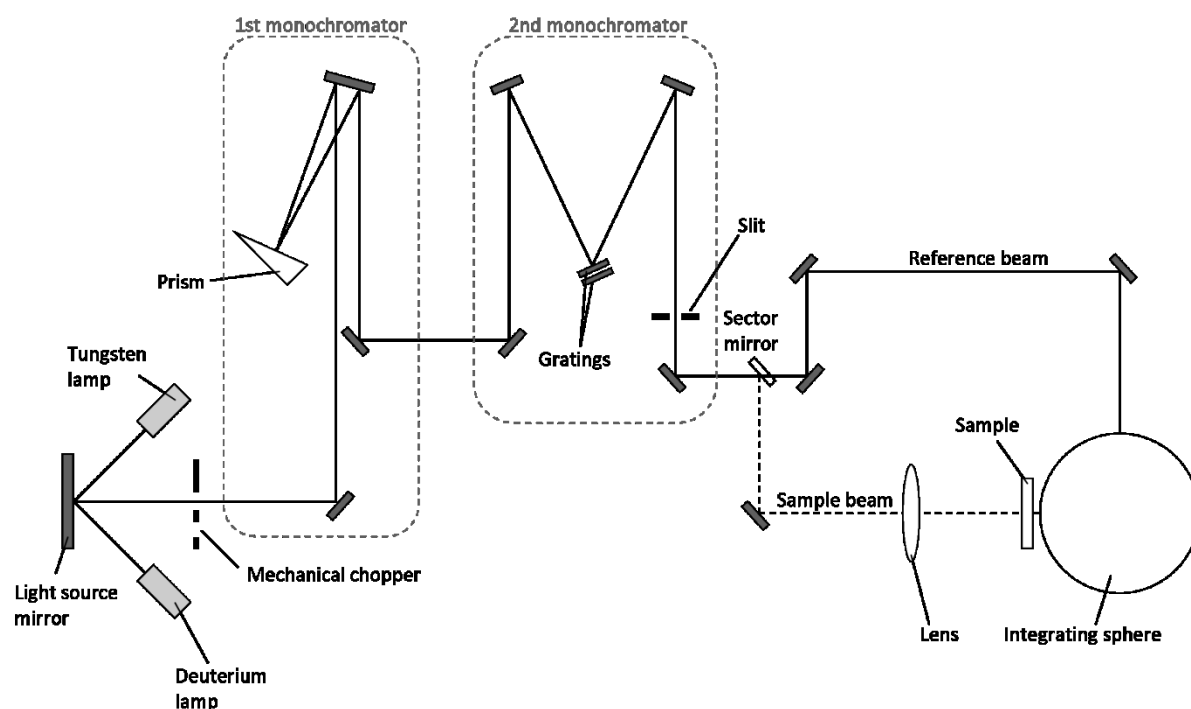 1st monochromator
2nd monochromator
Slit
Reference beam
Prism
Sector
mirror
Tungsten
lamp
Gratings
Sample
Sample beam
Mechanical chopper
Light source
mirror
Lens
Integrating sphere
Deuterium
lamp